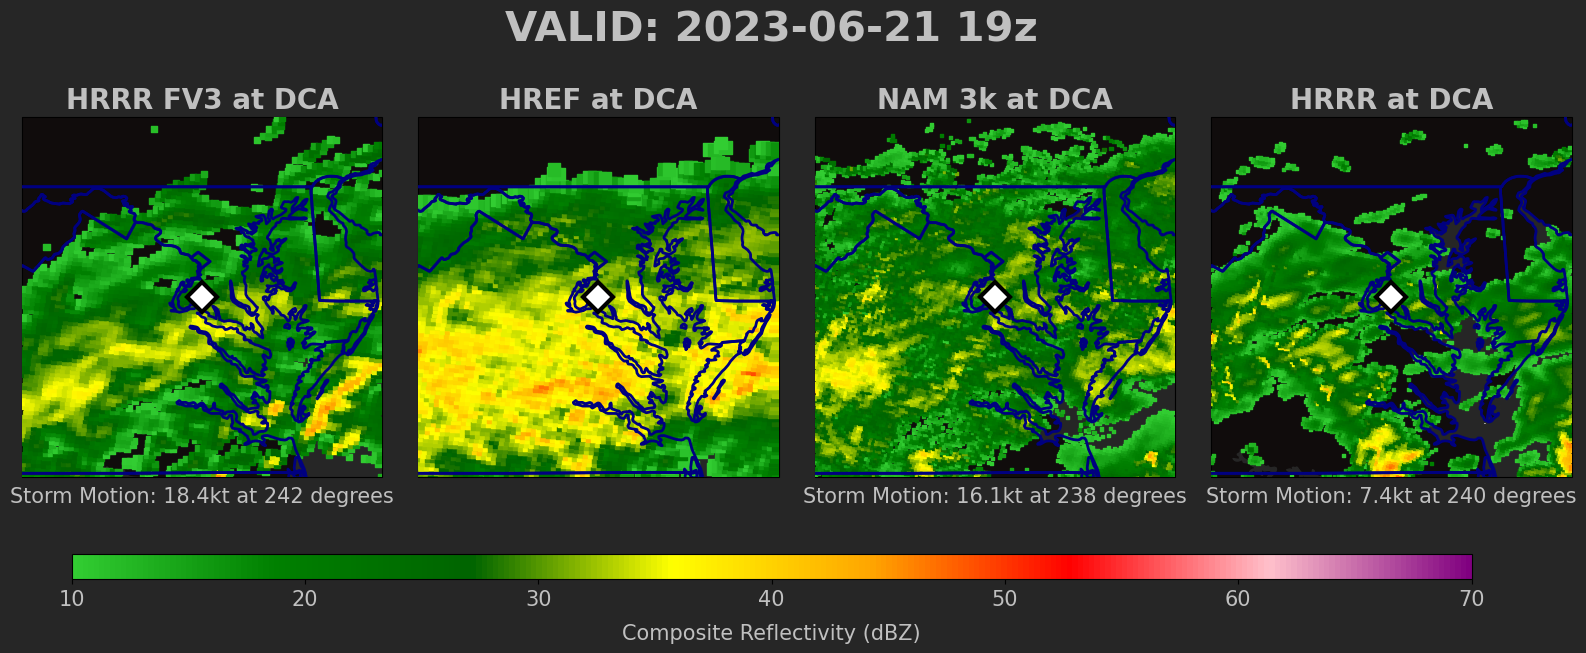 VALID: 2023-06-21 19z
HRRR FV3 at DCA
HREF at DCA
NAM 3k at DCA
HRRR at DCA
Storm Motion: 18.4kt at 242 degrees
Storm Motion: 16.1kt at 238 degrees
Storm Motion: 7.4kt at 240 degrees
10 20 30 40 50 60 70
Composite Reflectivity (dBZ)